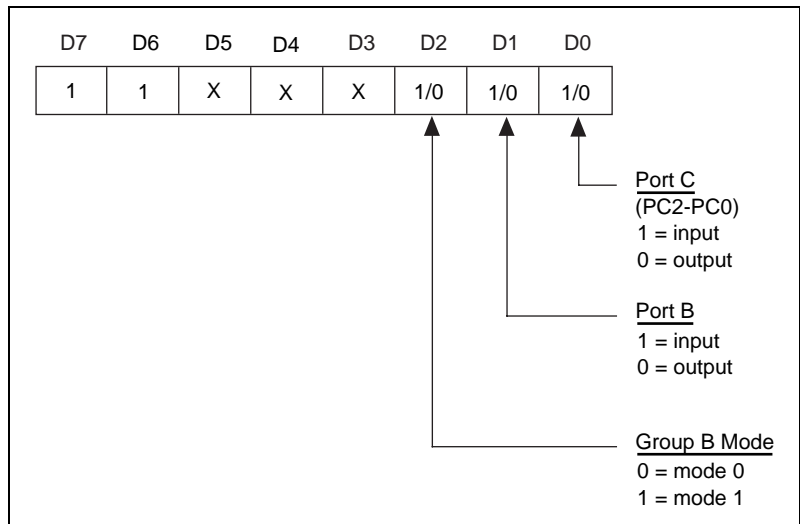 D7 D6 D5 D4 D3 D2 D1 D0
1 1 X X X 1/0 1/0 1/0
Port C
(PC2-PC0)
1 = input
0 = output
Port B
1 = input
0 = output
Group B Mode
0 = mode 0
1 = mode 1